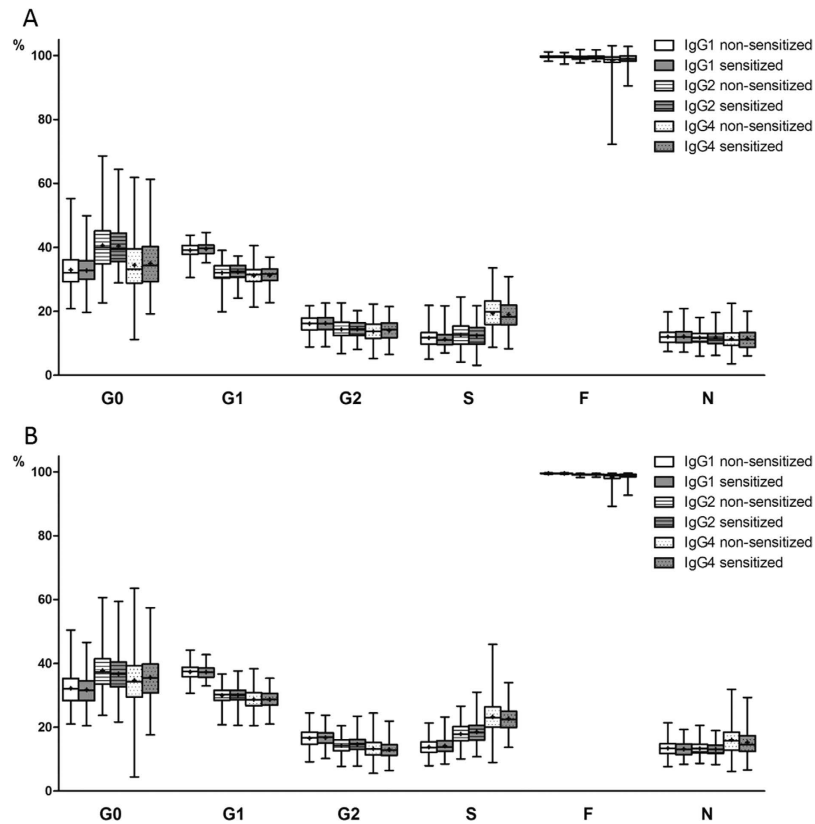 A
%
100
80
60
40
20
0
G0 G1 G2 S F N
IgG1 non-sensitized
IgG1 sensitized
IgG2 non-sensitized
IgG2 sensitized
IgG4 non-sensitized
IgG4 sensitized
B
%
100
80
60
40
20
0
G0 G1 G2 S F N
IgG1 non-sensitized
IgG1 sensitized
IgG2 non-sensitized
IgG2 sensitized
IgG4 non-sensitized
IgG4 sensitized